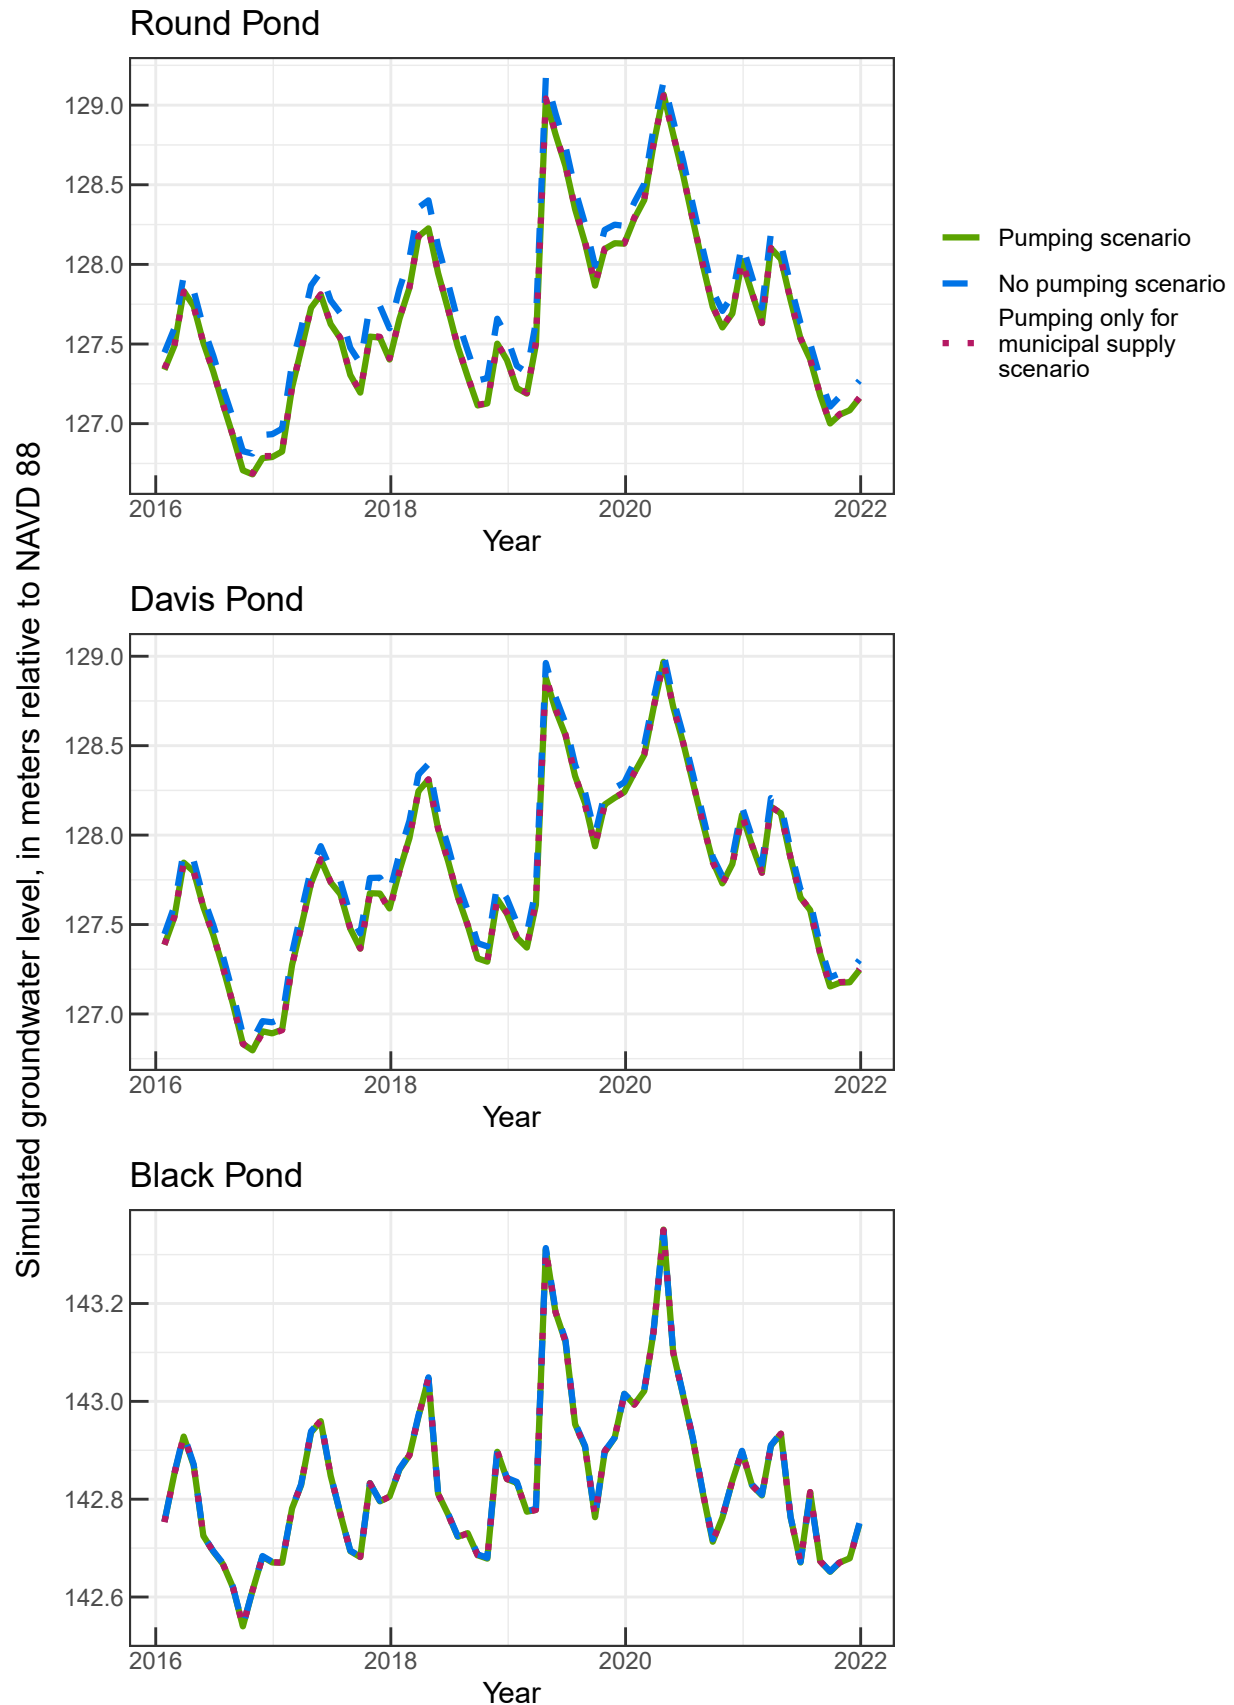 Round Pond
129.0
128.5
128.0
127.5
127.0
2016 2018 2020 2022
Year
Pumping scenario
No pumping scenario
Pumping only for
municipal supply
scenario
Simulated groundwater level, in meters relative to NAVD 88
Davis Pond
129.0
128.5
128.0
127.5
127.0
2016 2018 2020 2022
Year
Black Pond
143.2
143.0
142.8
142.6
2016 2018 2020 2022
Year